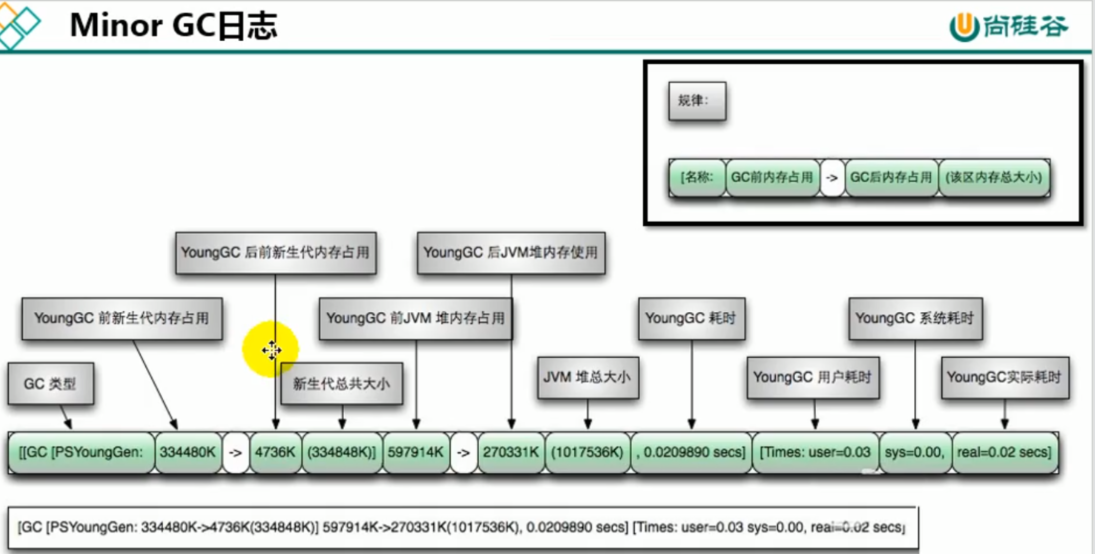 Minor GC日志
尚硅谷
规律:
[名称: GC前内存占用 -> GC后内存占用 (该区内存总大小)
YoungGC 后前新生代内存占用
YoungGC 后JVM堆内存使用
YoungGC 前新生代内存占用
YoungGC 前JVM 堆内存占用
YoungGC 耗时
YoungGC 系统耗时
GC 类型
新生代总共大小
JVM 堆总大小
YoungGC 用户耗时
YoungGC实际耗时
[[GC [PSYoungGen: 334480K -> 4736K (334848K)] 597914K -> 270331K (1017536K) , 0.0209890 secs] [Times: user=0.03 sys=0.00, real=0.02 secs]
[GC [PSYoungGen: 334480K->4736K(334848K)] 597914K->270331K(1017536K), 0.0209890 secs] [Times: user=0.03 sys=0.00, real=0.02 secs]